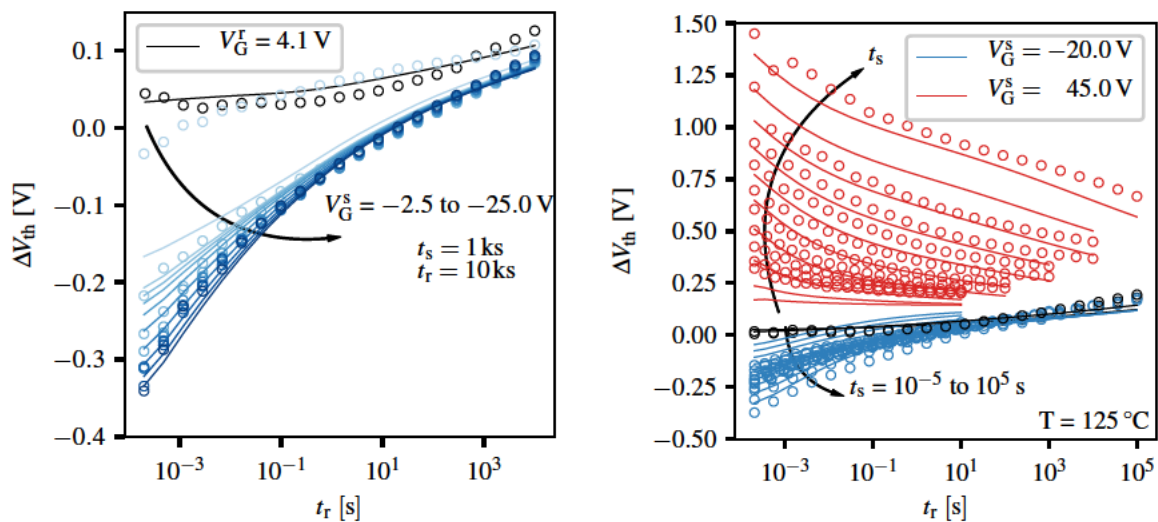 V_G^r = 4.1 V
0.1
0.0
−0.1
−0.2
−0.3
−0.4
ΔV_th [V]
V_G^s = −2.5 to −25.0 V
t_s = 1 ks
t_r = 10 ks
10^−3 10^−1 10^1 10^3
t_r [s]
1.50
1.25
1.00
0.75
0.50
0.25
0.00
−0.25
−0.50
ΔV_th [V]
t_s
V_G^s = −20.0 V
V_G^s = 45.0 V
t_s = 10^−5 to 10^5 s
T = 125 °C
10^−3 10^−1 10^1 10^3 10^5
t_r [s]